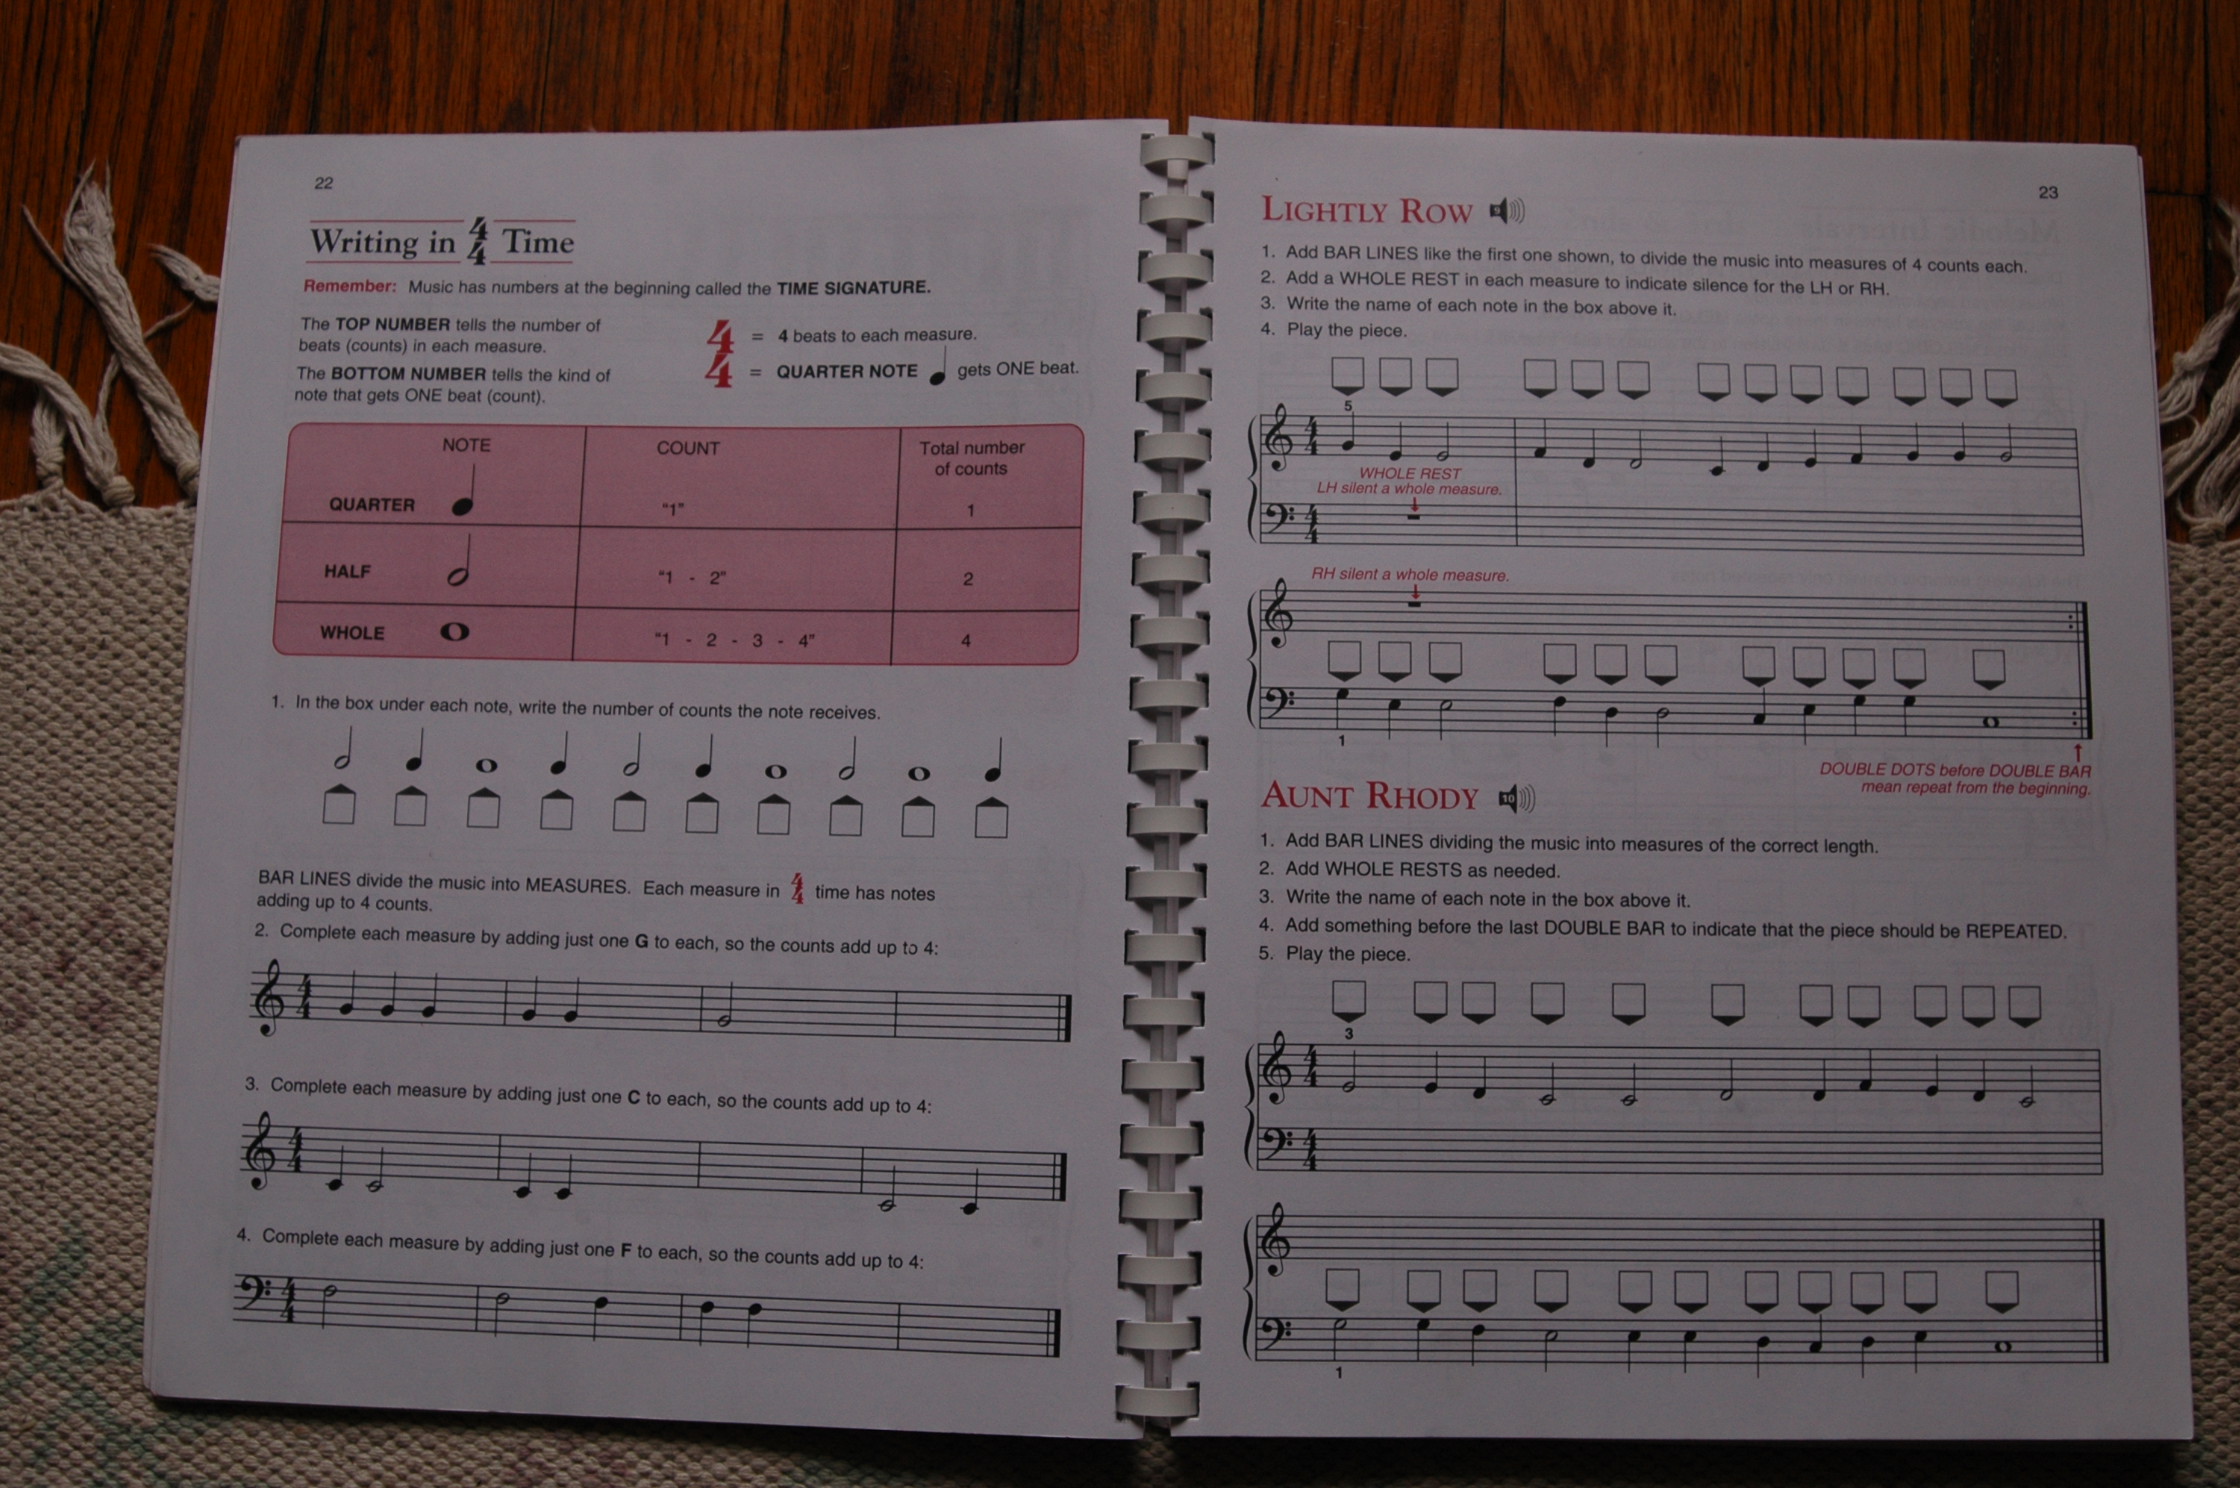 22
Writing in 4/4 Time
Remember: Music has numbers at the beginning called the TIME SIGNATURE.
The TOP NUMBER tells the number of
beats (counts) in each measure.
The BOTTOM NUMBER tells the kind of
note that gets ONE beat (count).
4 = 4 beats to each measure.
4 = QUARTER NOTE gets ONE beat.
NOTE COUNT Total number
of counts
QUARTER "1" 1
HALF "1 - 2" 2
WHOLE "1 - 2 - 3 - 4" 4
1. In the box under each note, write the number of counts the note receives.
BAR LINES divide the music into MEASURES. Each measure in 4/4 time has notes
adding up to 4 counts.
2. Complete each measure by adding just one G to each, so the counts add up to 4:
4
4
3. Complete each measure by adding just one C to each, so the counts add up to 4:
4
4
4. Complete each measure by adding just one F to each, so the counts add up to 4:
4
4
23
LIGHTLY ROW 9
1. Add BAR LINES like the first one shown, to divide the music into measures of 4 counts each.
2. Add a WHOLE REST in each measure to indicate silence for the LH or RH.
3. Write the name of each note in the box above it.
4. Play the piece.
5
4
4
WHOLE REST
LH silent a whole measure.
4
4
RH silent a whole measure.
1
DOUBLE DOTS before DOUBLE BAR
mean repeat from the beginning.
AUNT RHODY 10
1. Add BAR LINES dividing the music into measures of the correct length.
2. Add WHOLE RESTS as needed.
3. Write the name of each note in the box above it.
4. Add something before the last DOUBLE BAR to indicate that the piece should be REPEATED.
5. Play the piece.
3
4
4
4
4
1